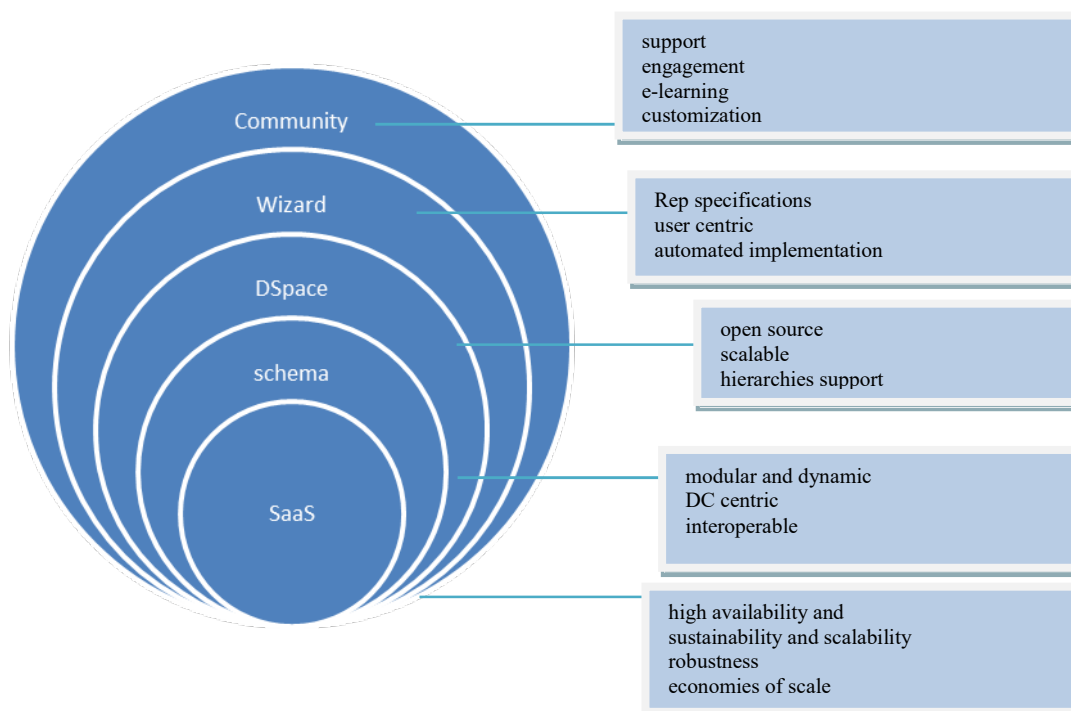 Community
support
engagement
e-learning
customization
Wizard
Rep specifications
user centric
automated implementation
DSpace
open source
scalable
hierarchies support
schema
modular and dynamic
DC centric
interoperable
SaaS
high availability and
sustainability and scalability
robustness
economies of scale